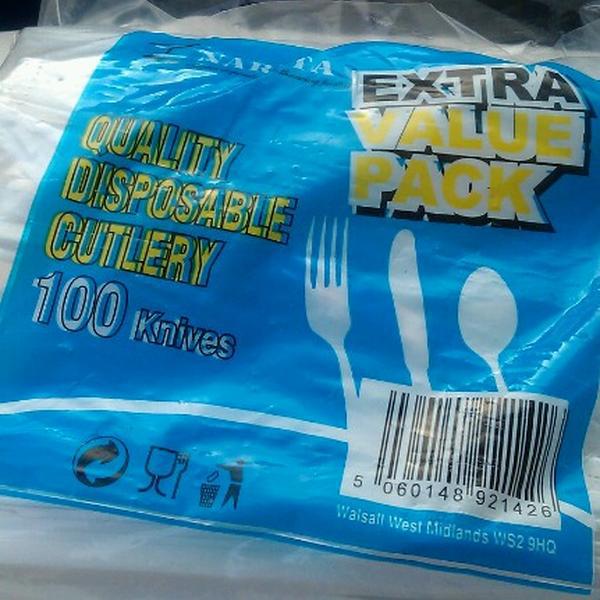 EXTRA
VALUE
PACK
QUALITY
DISPOSABLE
CUTLERY
100 Knives
5 060148 921426
Walsall West Midlands WS2 9HQ